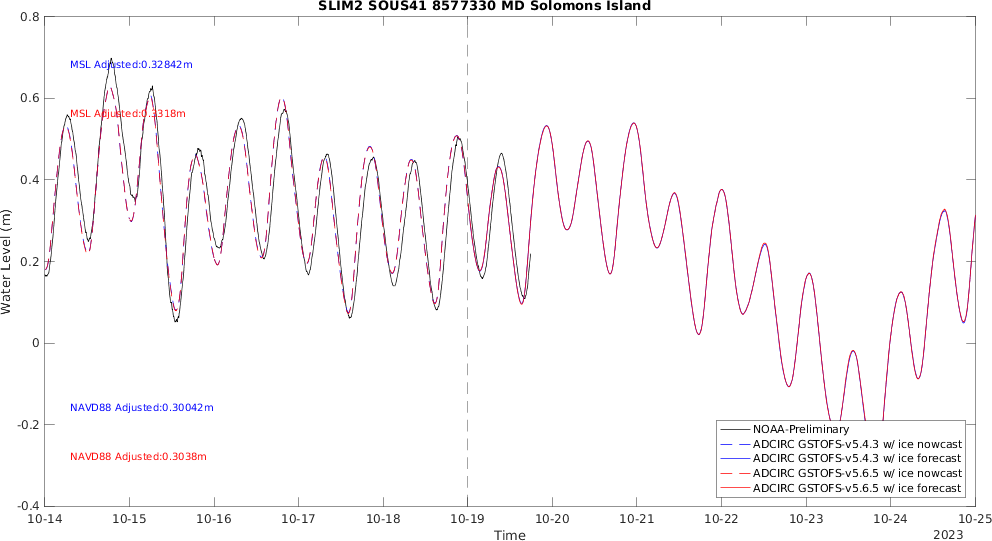 SLIM2 SOUS41 8577330 MD Solomons Island
0.8
0.6
0.4
0.2
0
-0.2
-0.4
Water Level (m)
MSL Adjusted:0.32842m
MSL Adjusted:0.3318m
NAVD88 Adjusted:0.30042m
NAVD88 Adjusted:0.3038m
NOAA-Preliminary
ADCIRC GSTOFS-v5.4.3 w/ ice nowcast
ADCIRC GSTOFS-v5.4.3 w/ ice forecast
ADCIRC GSTOFS-v5.6.5 w/ ice nowcast
ADCIRC GSTOFS-v5.6.5 w/ ice forecast
10-14 10-15 10-16 10-17 10-18 10-19 10-20 10-21 10-22 10-23 10-24 10-25
Time
2023